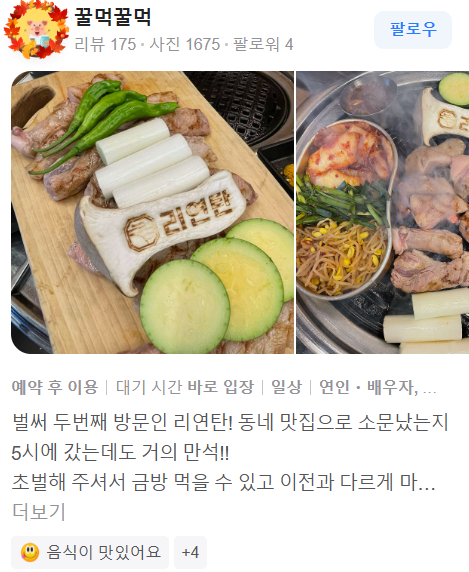 꿀먹꿀먹
리뷰 175 · 사진 1675 · 팔로워 4
팔로우
리연탄
예약 후 이용 | 대기 시간 바로 입장 | 일상 | 연인・배우자, ...
벌써 두번째 방문인 리연탄! 동네 맛집으로 소문났는지
5시에 갔는데도 거의 만석!!
초벌해 주셔서 금방 먹을 수 있고 이전과 다르게 마...
더보기
음식이 맛있어요
+4